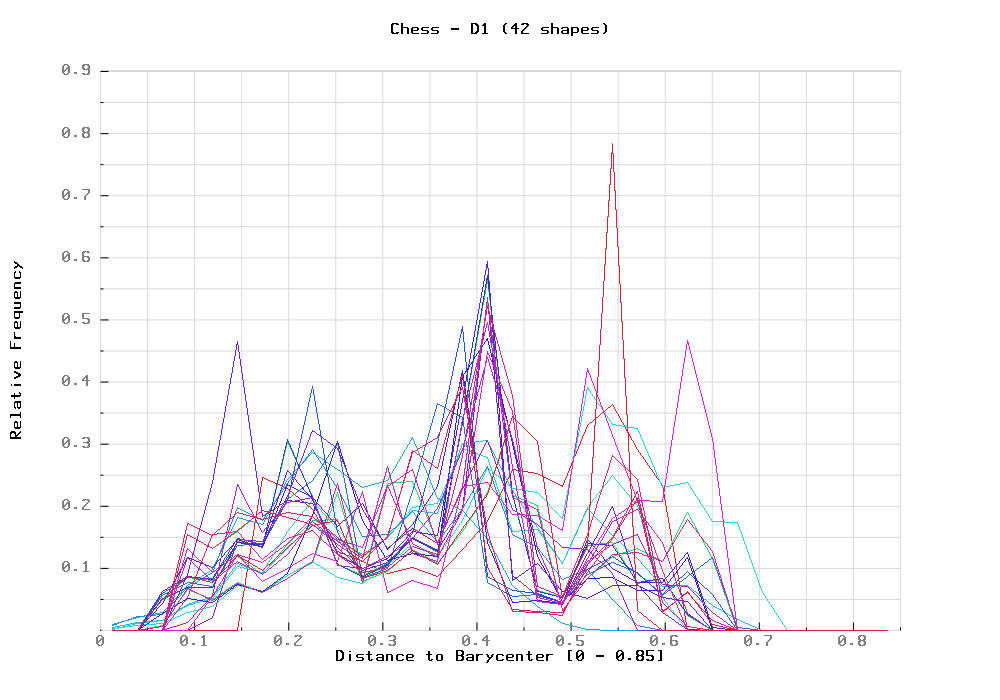 Chess - D1 (42 shapes)
0.9
0.8
0.7
0.6
0.5
0.4
0.3
0.2
0.1
Relative Frequency
0 0.1 0.2 0.3 0.4 0.5 0.6 0.7 0.8
Distance to Barycenter [0 - 0.85]